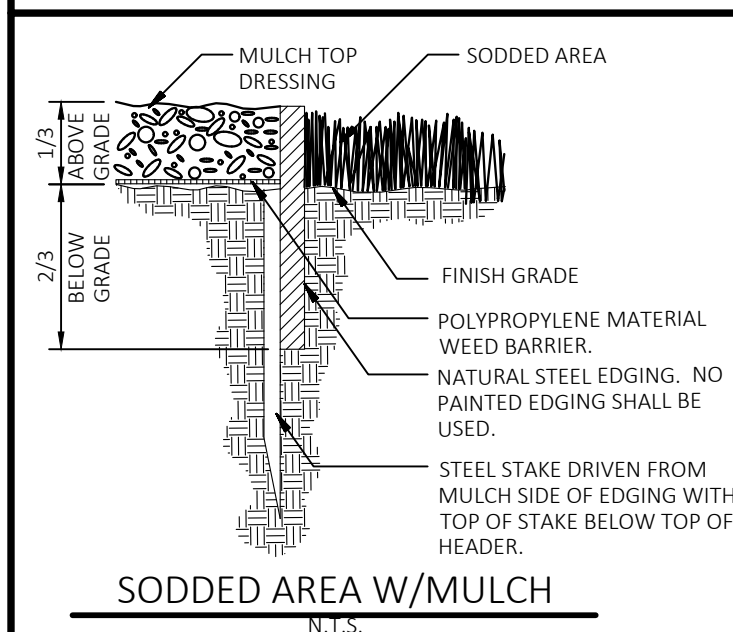 MULCH TOP
DRESSING
SODDED AREA
1/3
ABOVE
GRADE
2/3
BELOW
GRADE
FINISH GRADE
POLYPROPYLENE MATERIAL
WEED BARRIER.
NATURAL STEEL EDGING.  NO
PAINTED EDGING SHALL BE
USED.
STEEL STAKE DRIVEN FROM
MULCH SIDE OF EDGING WITH
TOP OF STAKE BELOW TOP OF
HEADER.
SODDED AREA W/MULCH
N.T.S.